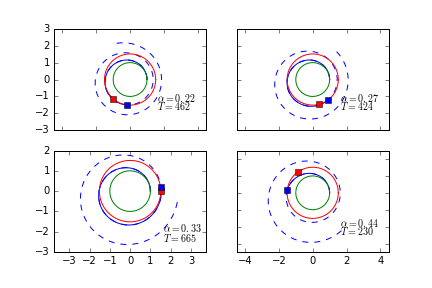 3
2
1
0
−1
−2
−3
α = 0.22
T = 462
α = 0.27
T = 424
2
1
0
−1
−2
−3
α = 0.33
T = 665
α = 0.44
T = 230
−3 −2 −1 0 1 2 3
−4 −2 0 2 4